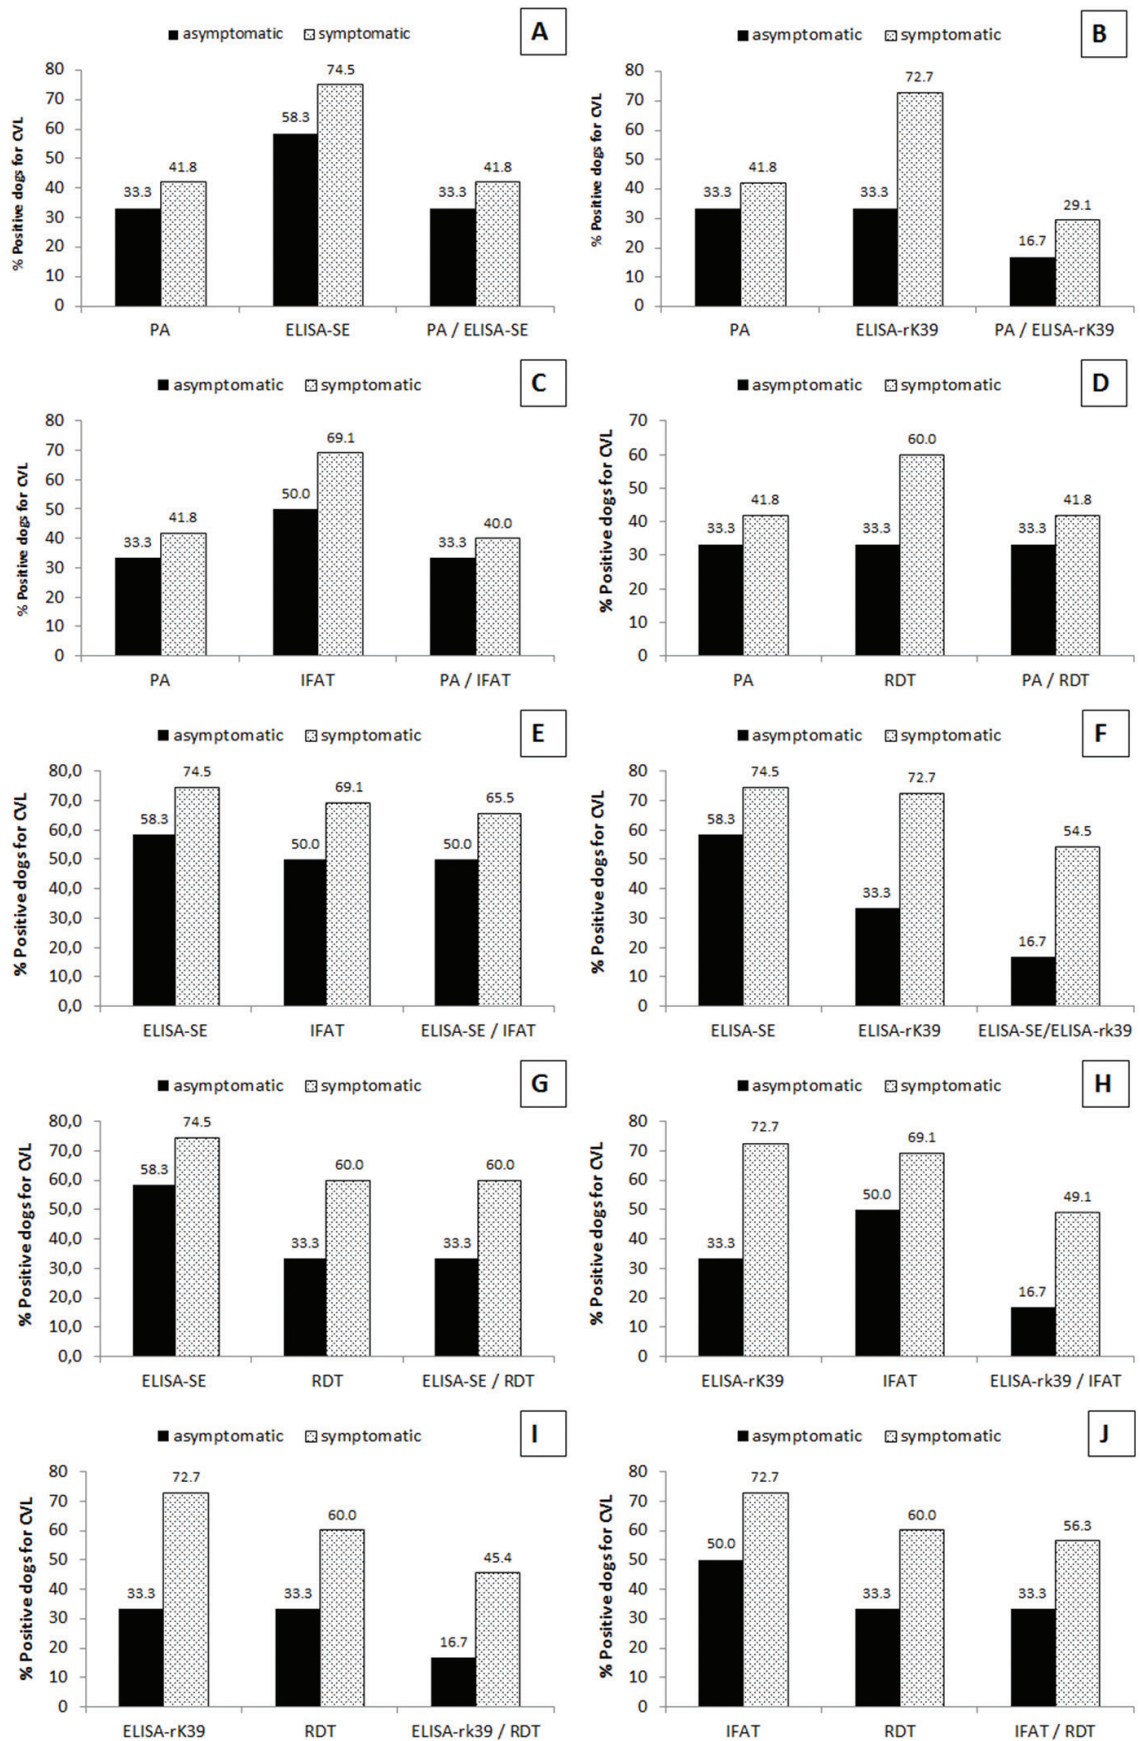 ■ asymptomatic ▨ symptomatic
A
% Positive dogs for CVL
80
70
60
50
40
30
20
10
0
33.3
41.8
58.3
74.5
33.3
41.8
PA
ELISA-SE
PA / ELISA-SE
asymptomatic symptomatic
B
% Positive dogs for CVL
80
70
60
50
40
30
20
10
0
33.3
41.8
33.3
72.7
16.7
29.1
PA
ELISA-rK39
PA / ELISA-rK39
asymptomatic symptomatic
C
% Positive dogs for CVL
80
70
60
50
40
30
20
10
0
33.3
41.8
50.0
69.1
33.3
40.0
PA
IFAT
PA / IFAT
asymptomatic symptomatic
D
% Positive dogs for CVL
70
60
50
40
30
20
10
0
33.3
41.8
33.3
60.0
33.3
41.8
PA
RDT
PA / RDT
asymptomatic symptomatic
E
% Positive dogs for CVL
80,0
70,0
60,0
50,0
40,0
30,0
20,0
10,0
0,0
58.3
74.5
50.0
69.1
50.0
65.5
ELISA-SE
IFAT
ELISA-SE / IFAT
asymptomatic symptomatic
F
% Positive dogs for CVL
80
70
60
50
40
30
20
10
0
58.3
74.5
33.3
72.7
16.7
54.5
ELISA-SE
ELISA-rK39
ELISA-SE/ELISA-rk39
asymptomatic symptomatic
G
% Positive dogs for CVL
80,0
70,0
60,0
50,0
40,0
30,0
20,0
10,0
0,0
58.3
74.5
33.3
60.0
33.3
60.0
ELISA-SE
RDT
ELISA-SE / RDT
asymptomatic symptomatic
H
% Positive dogs for CVL
80
70
60
50
40
30
20
10
0
33.3
72.7
50.0
69.1
16.7
49.1
ELISA-rK39
IFAT
ELISA-rk39 / IFAT
asymptomatic symptomatic
I
% Positive dogs for CVL
80
70
60
50
40
30
20
10
0
33.3
72.7
33.3
60.0
16.7
45.4
ELISA-rK39
RDT
ELISA-rk39 / RDT
asymptomatic symptomatic
J
% Positive dogs for CVL
80
70
60
50
40
30
20
10
0
50.0
72.7
33.3
60.0
33.3
56.3
IFAT
RDT
IFAT / RDT